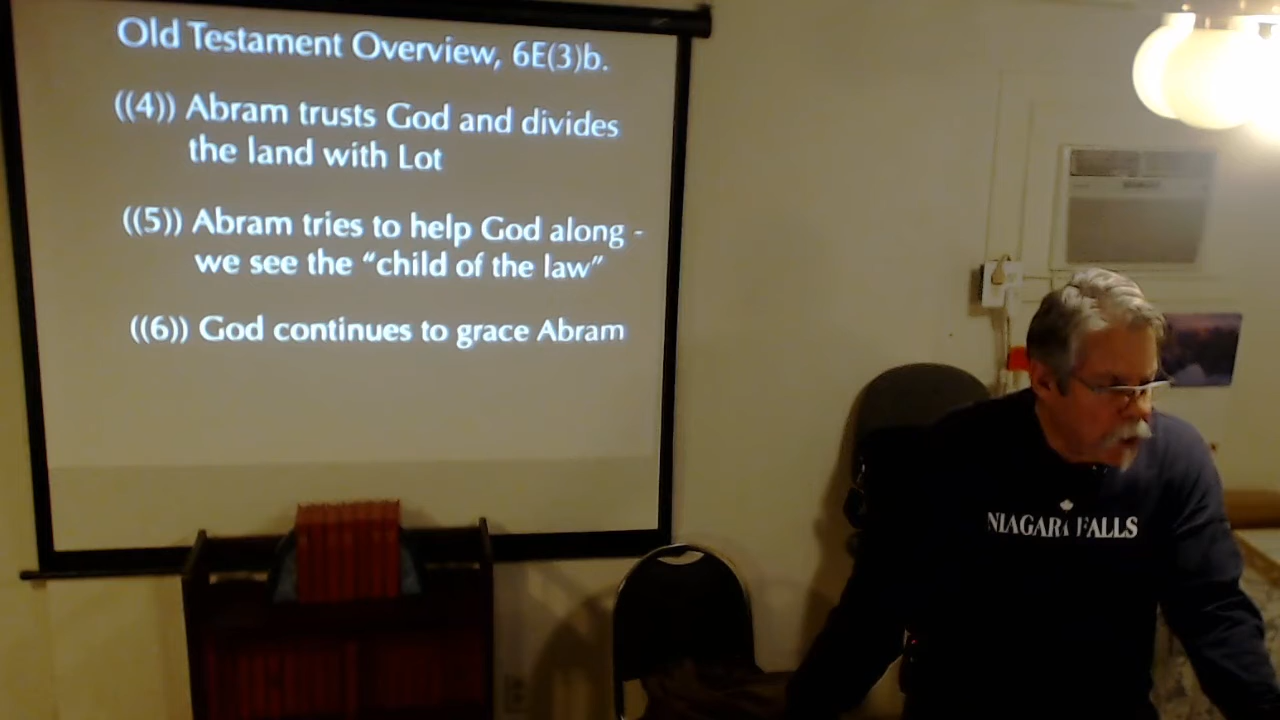 Old Testament Overview, 6E(3)b.
((4)) Abram trusts God and divides
the land with Lot
((5)) Abram tries to help God along -
we see the “child of the law”
((6)) God continues to grace Abram
NIAGARA FALLS